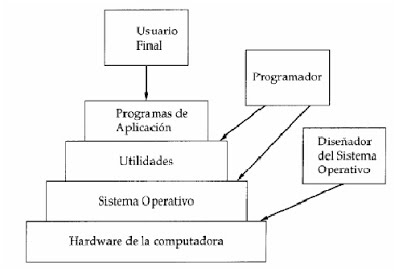 Usuario
Final
Programador
Programas de
Aplicación
Diseñador
del Sistema
Operativo
Utilidades
Sistema Operativo
Hardware de la computadora